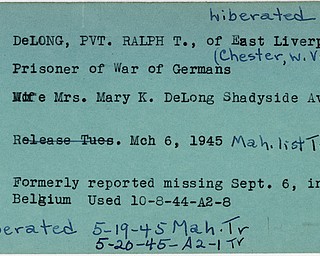 Liberated
DeLONG, PVT. RALPH T., of East Liverp
(Chester, W. V
Prisoner of War of Germans
Wife Mrs. Mary K. DeLong Shadyside Av
Release Tues. Mch 6, 1945 Mah. list T
Formerly reported missing Sept. 6, in
Belgium Used 10-8-44-A2-8
erated 5-19-45 Mah. Tr
5-20-45-A2-1 Tr